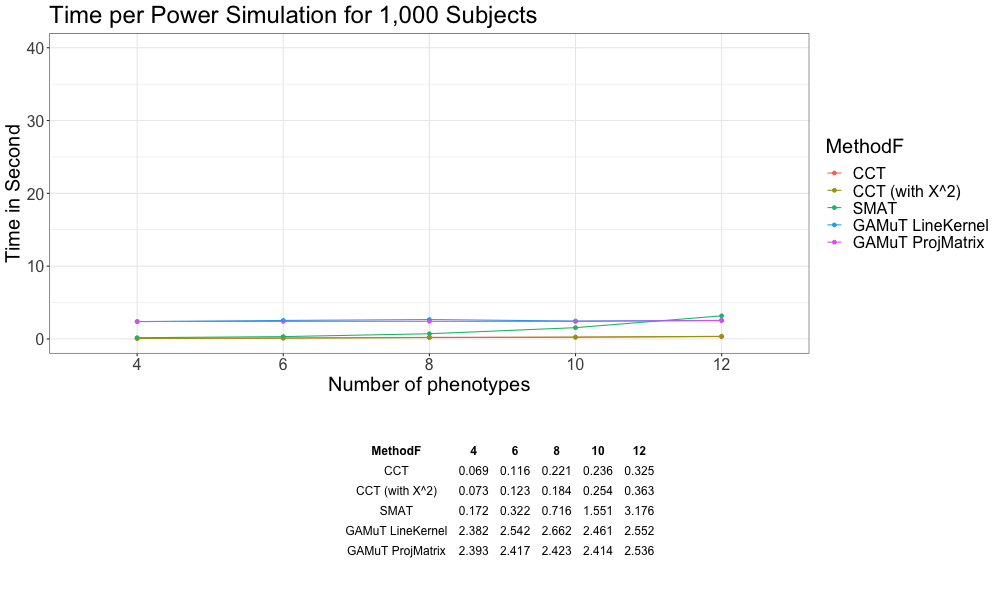 Time per Power Simulation for 1,000 Subjects
Time in Second
40
30
20
10
0
4 6 8 10 12
Number of phenotypes
MethodF
CCT
CCT (with X^2)
SMAT
GAMuT LineKernel
GAMuT ProjMatrix
MethodF 4 6 8 10 12
CCT 0.069 0.116 0.221 0.236 0.325
CCT (with X^2) 0.073 0.123 0.184 0.254 0.363
SMAT 0.172 0.322 0.716 1.551 3.176
GAMuT LineKernel 2.382 2.542 2.662 2.461 2.552
GAMuT ProjMatrix 2.393 2.417 2.423 2.414 2.536